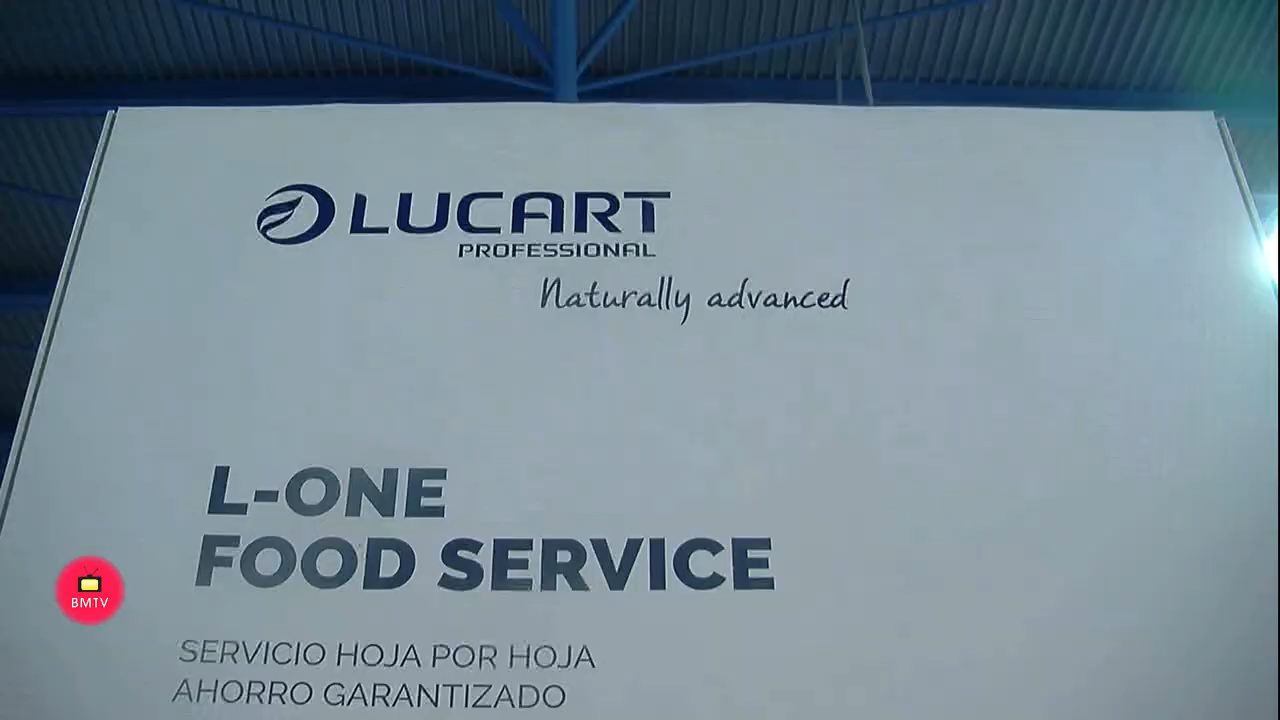 LUCART
PROFESSIONAL
Naturally advanced
L-ONE
FOOD SERVICE
BMTV
SERVICIO HOJA POR HOJA
AHORRO GARANTIZADO